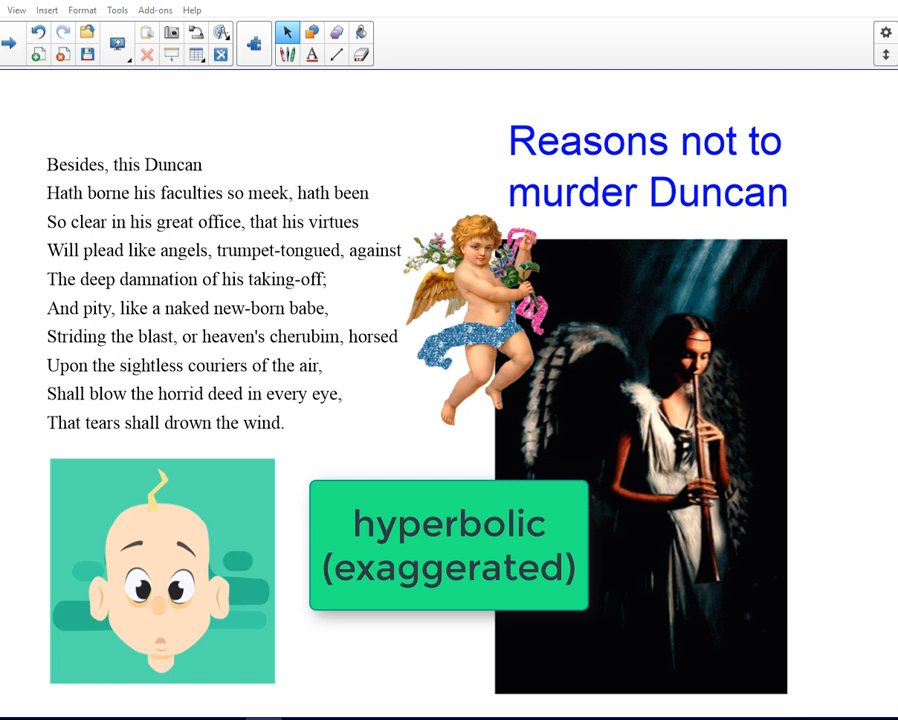 View Insert Format Tools Add-ons Help
Reasons not to
murder Duncan
Besides, this Duncan
Hath borne his faculties so meek, hath been
So clear in his great office, that his virtues
Will plead like angels, trumpet-tongued, against
The deep damnation of his taking-off;
And pity, like a naked new-born babe,
Striding the blast, or heaven's cherubim, horsed
Upon the sightless couriers of the air,
Shall blow the horrid deed in every eye,
That tears shall drown the wind.
hyperbolic
(exaggerated)